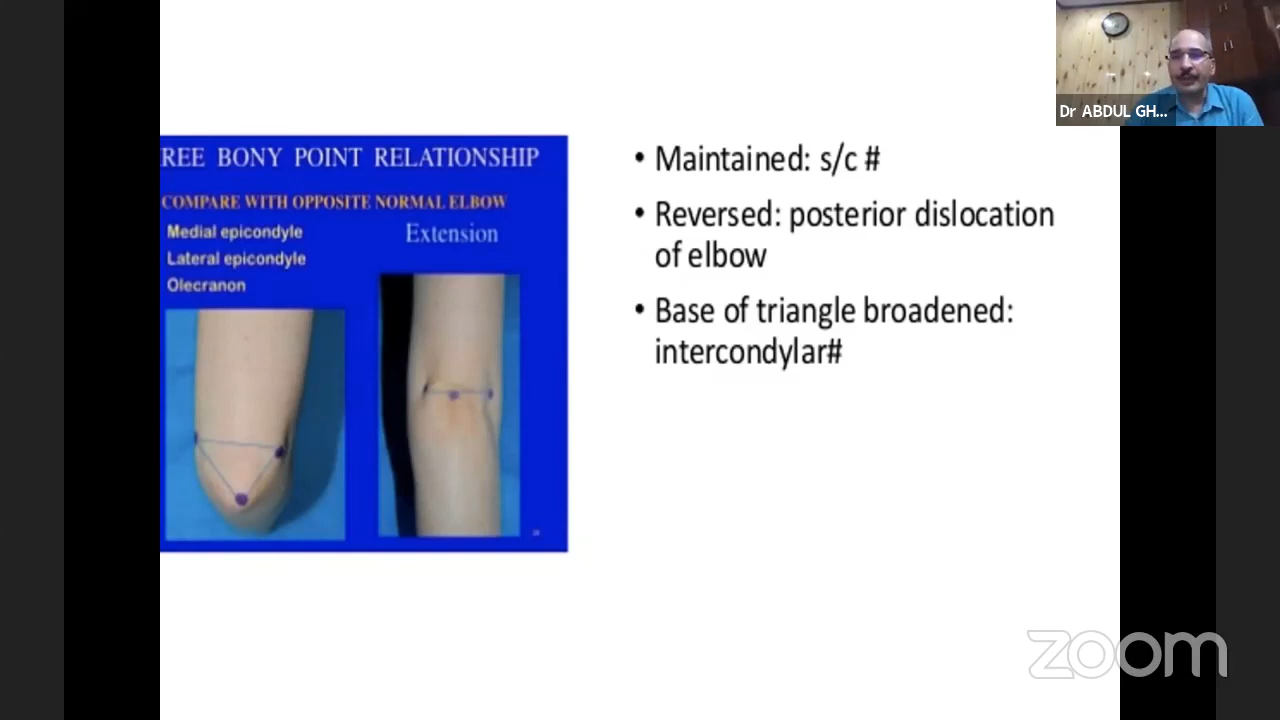 REE BONY POINT RELATIONSHIP
COMPARE WITH OPPOSITE NORMAL ELBOW
Medial epicondyle
Lateral epicondyle
Olecranon
Extension
• Maintained: s/c #
• Reversed: posterior dislocation
of elbow
• Base of triangle broadened:
intercondylar#
Dr ABDUL GH...
zoom